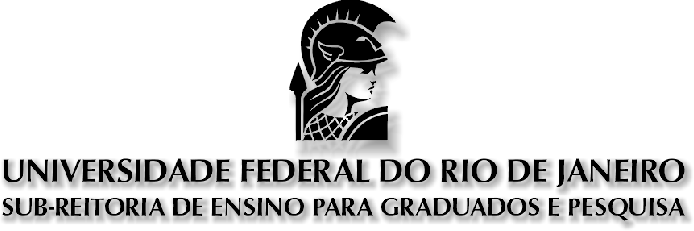 UNIVERSIDADE FEDERAL DO RIO DE JANEIRO
SUB-REITORIA DE ENSINO PARA GRADUADOS E PESQUISA